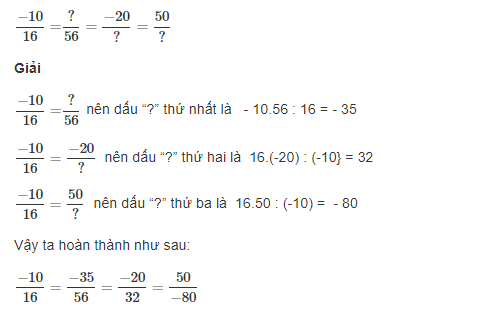 −10/16 = ?/56 = −20/? = 50/?
Giải
−10/16 = ?/56 nên dấu “?” thứ nhất là - 10.56 : 16 = - 35
−10/16 = −20/? nên dấu “?” thứ hai là 16.(-20) : (-10} = 32
−10/16 = 50/? nên dấu “?” thứ ba là 16.50 : (-10) = - 80
Vậy ta hoàn thành như sau:
−10/16 = −35/56 = −20/32 = 50/−80